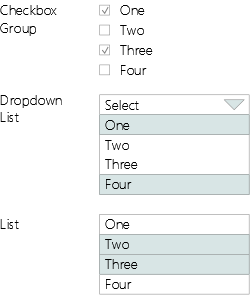 Checkbox
Group
One
Two
Three
Four
Dropdown
List
Select
One
Two
Three
Four
List
One
Two
Three
Four